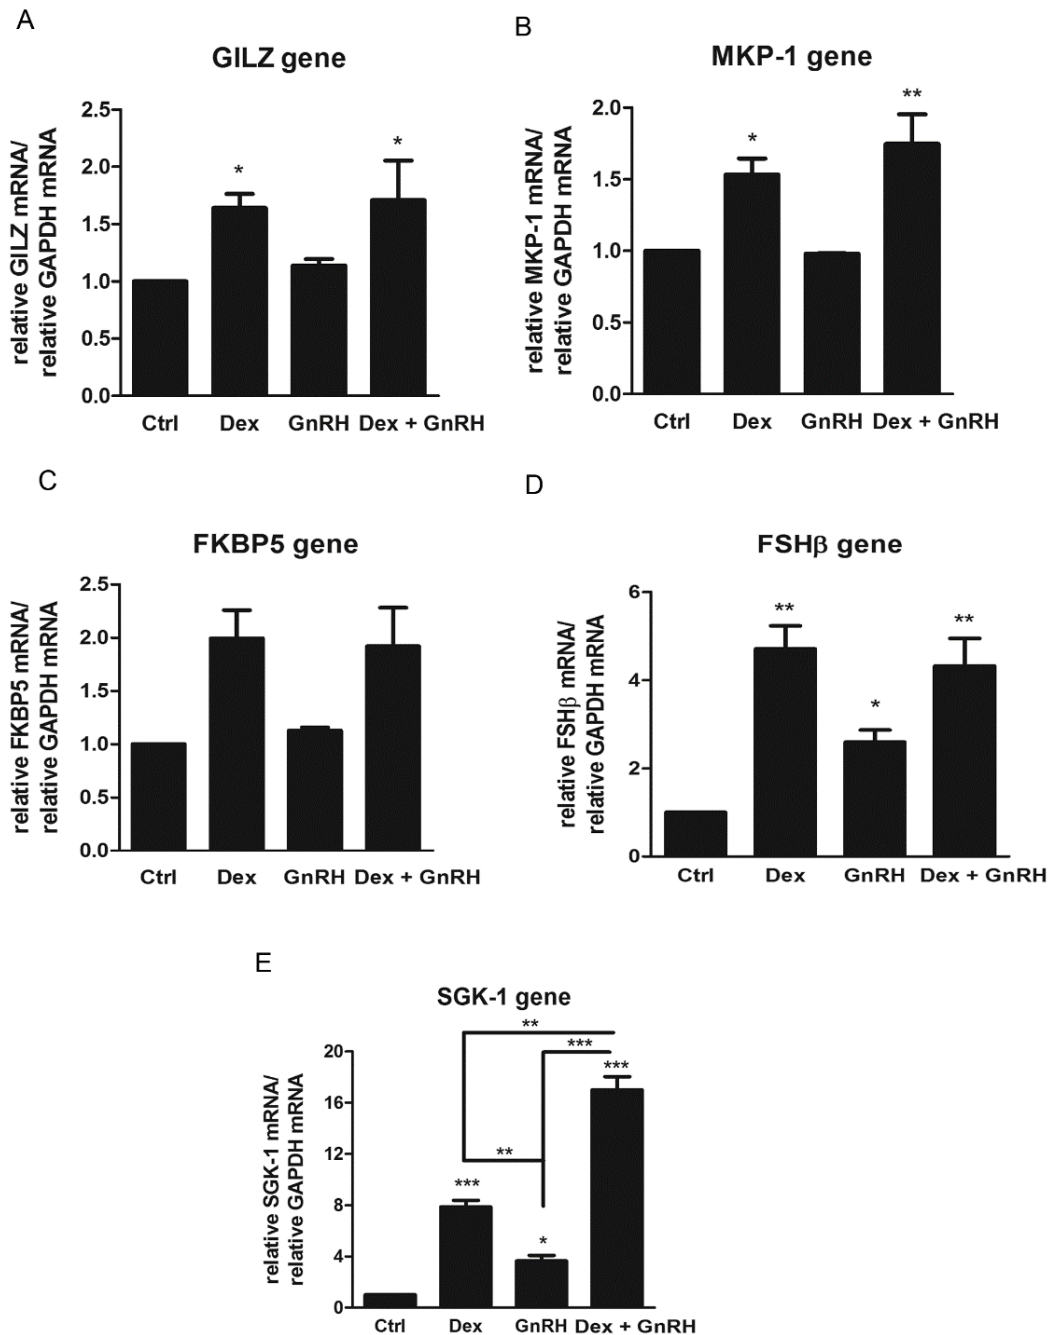 A
GILZ gene
relative GILZ mRNA/
relative GAPDH mRNA
2.5
2.0
1.5
1.0
0.5
0.0
*
*
Ctrl Dex GnRH Dex + GnRH
B
MKP-1 gene
relative MKP-1 mRNA/
relative GAPDH mRNA
2.0
1.5
1.0
0.5
0.0
*
**
Ctrl Dex GnRH Dex + GnRH
C
FKBP5 gene
relative FKBP5 mRNA/
relative GAPDH mRNA
2.5
2.0
1.5
1.0
0.5
0.0
Ctrl Dex GnRH Dex + GnRH
D
FSHβ gene
relative FSHβ mRNA/
relative GAPDH mRNA
6
4
2
0
**
*
**
Ctrl Dex GnRH Dex + GnRH
E
SGK-1 gene
relative SGK-1 mRNA/
relative GAPDH mRNA
20
16
12
8
4
0
**
***
***
**
***
*
Ctrl Dex GnRH Dex + GnRH